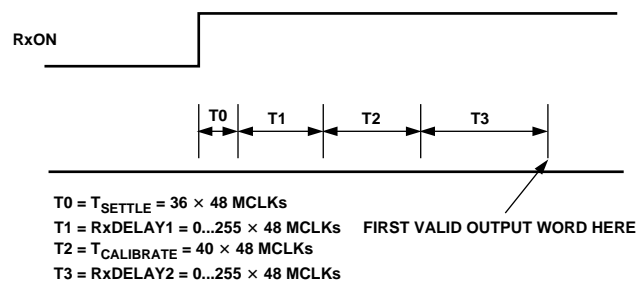 RxON
T0 T1 T2 T3
T0 = TSETTLE = 36 × 48 MCLKs
T1 = RxDELAY1 = 0...255 × 48 MCLKs
FIRST VALID OUTPUT WORD HERE
T2 = TCALIBRATE = 40 × 48 MCLKs
T3 = RxDELAY2 = 0...255 × 48 MCLKs